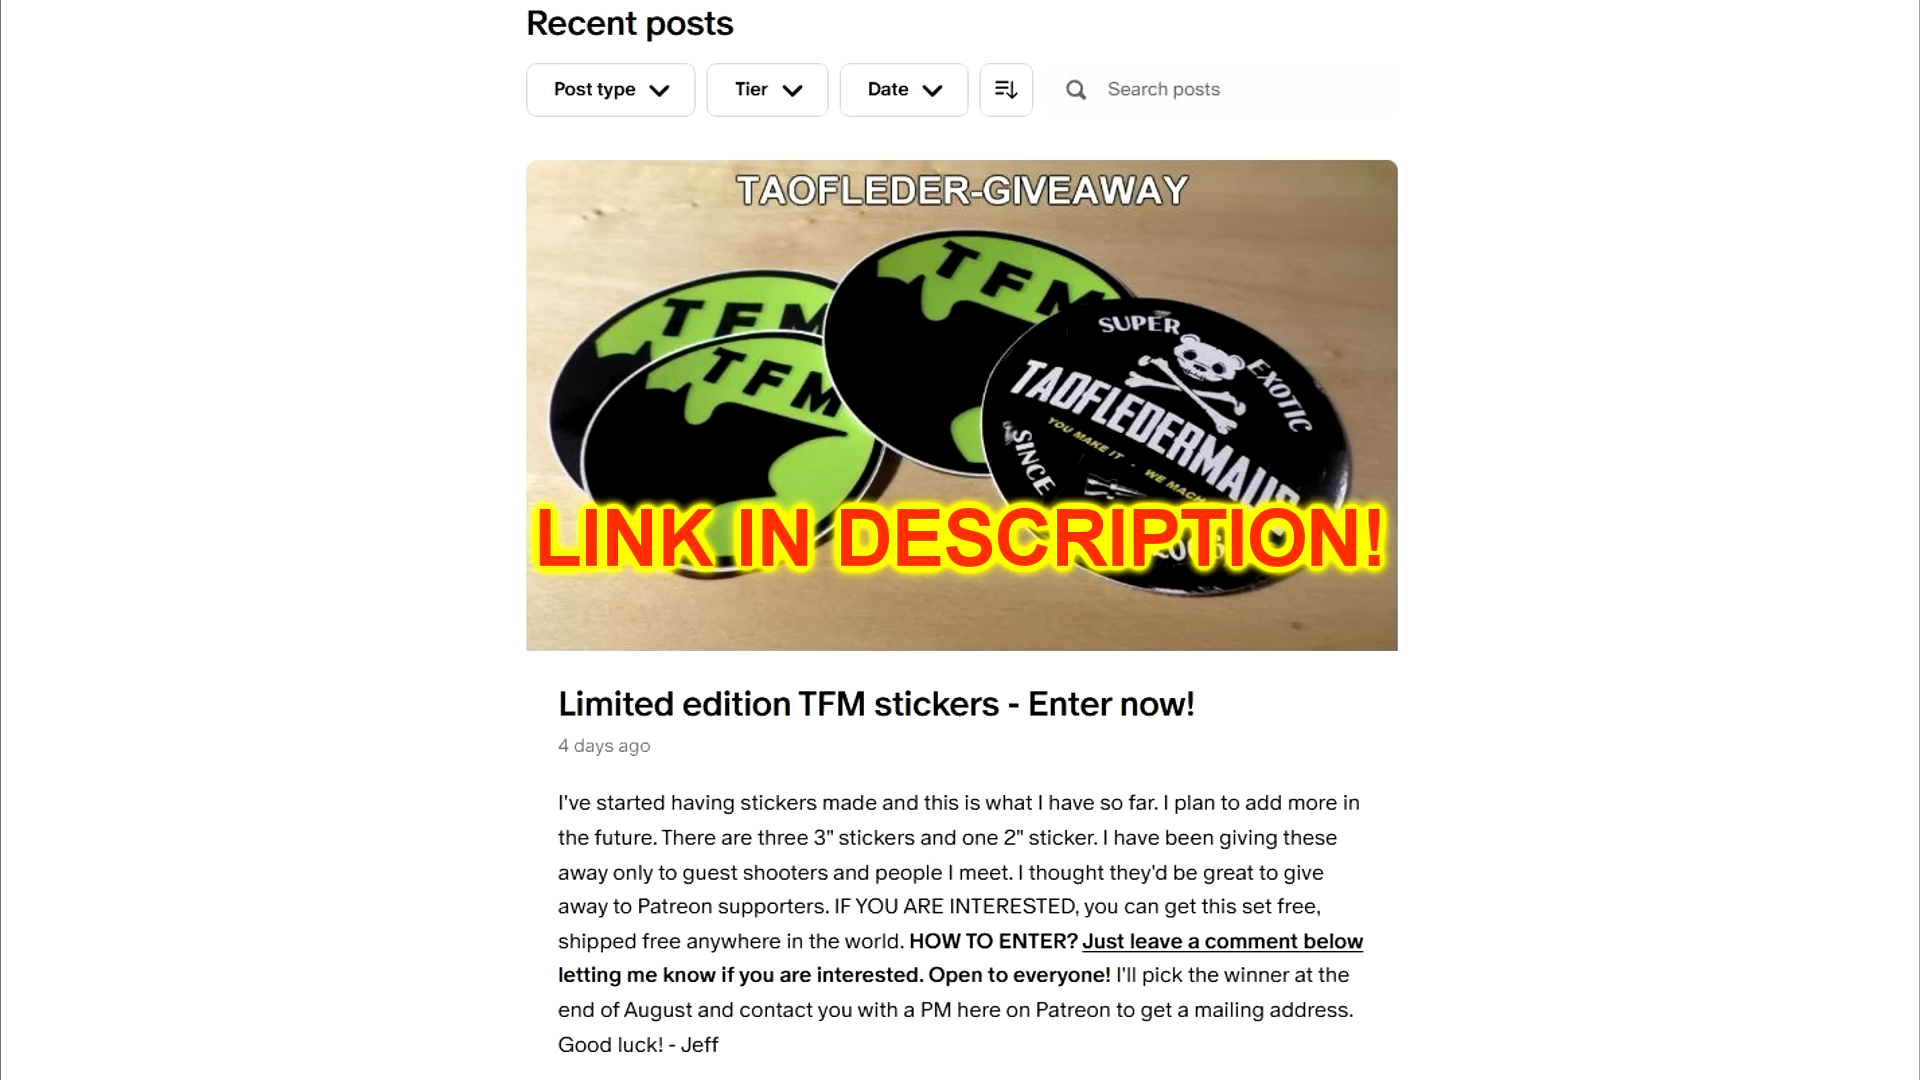 Recent posts
Post type
Tier
Date
Search posts
TAOFLEDER-GIVEAWAY
TFM
TFM
TFM
SUPER
EXOTIC
TAOFLEDERMAUS
YOU MAKE IT - WE MACH
SINCE
LINK IN DESCRIPTION!
Limited edition TFM stickers - Enter now!
4 days ago
I've started having stickers made and this is what I have so far. I plan to add more in
the future. There are three 3" stickers and one 2" sticker. I have been giving these
away only to guest shooters and people I meet. I thought they'd be great to give
away to Patreon supporters. IF YOU ARE INTERESTED, you can get this set free,
shipped free anywhere in the world. HOW TO ENTER? Just leave a comment below
letting me know if you are interested. Open to everyone! I'll pick the winner at the
end of August and contact you with a PM here on Patreon to get a mailing address.
Good luck! - Jeff